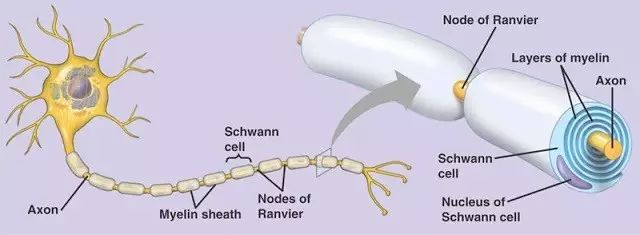 Axon
Myelin sheath
Schwann
cell
Nodes of
Ranvier
Node of Ranvier
Layers of myelin
Axon
Schwann
cell
Nucleus of
Schwann cell